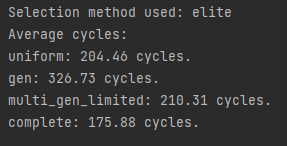 Selection method used: elite
Average cycles:
uniform: 204.46 cycles.
gen: 326.73 cycles.
multi_gen_limited: 210.31 cycles.
complete: 175.88 cycles.